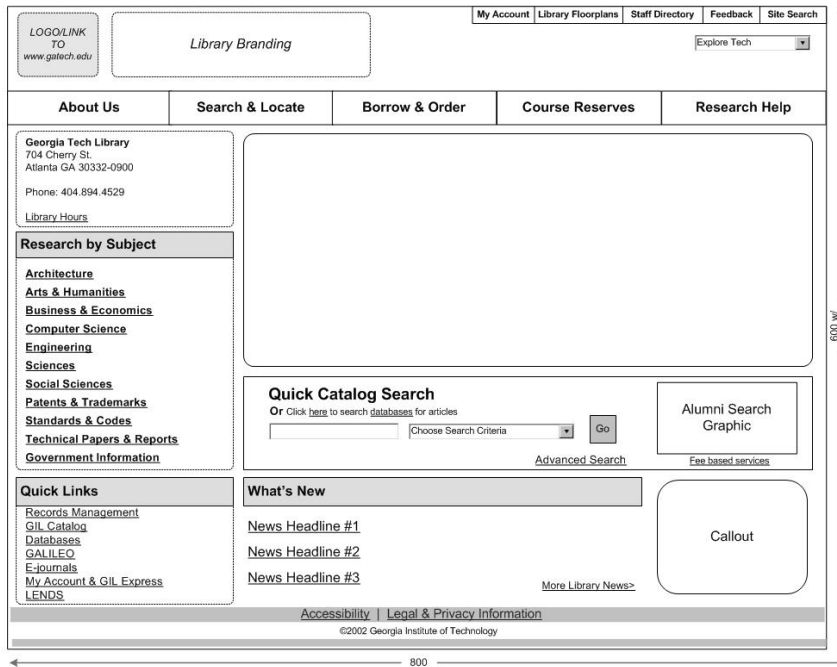 LOGO/LINK
TO
www.gatech.edu
Library Branding
My Account
Library Floorplans
Staff Directory
Feedback
Site Search
Explore Tech
About Us
Search & Locate
Borrow & Order
Course Reserves
Research Help
Georgia Tech Library
704 Cherry St.
Atlanta GA 30332-0900
Phone: 404.894.4529
Library Hours
Research by Subject
Architecture
Arts & Humanities
Business & Economics
Computer Science
Engineering
Sciences
Social Sciences
Patents & Trademarks
Standards & Codes
Technical Papers & Reports
Government Information
Quick Catalog Search
Or Click here to search databases for articles
Choose Search Criteria
Go
Advanced Search
Alumni Search
Graphic
Fee based services
Quick Links
Records Management
GIL Catalog
Databases
GALILEO
E-journals
My Account & GIL Express
LENDS
What's New
News Headline #1
News Headline #2
News Headline #3
More Library News>
Callout
Accessibility | Legal & Privacy Information
©2002 Georgia Institute of Technology
800
600 w/